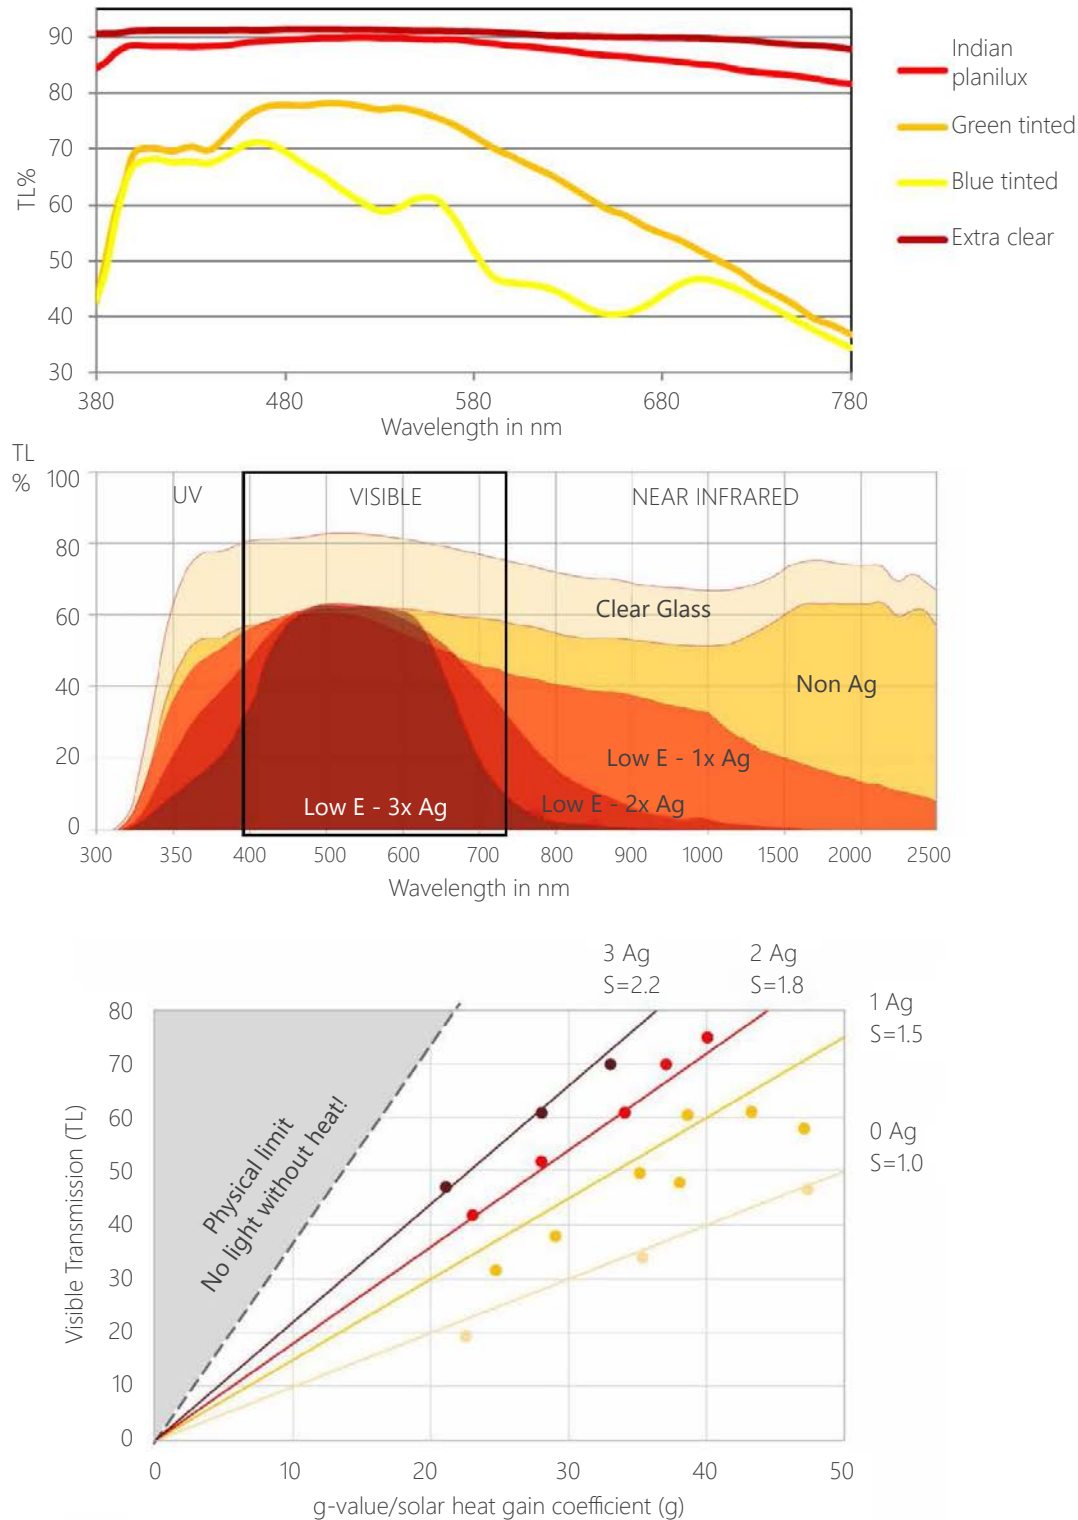 90
80
70
60
50
40
30
TL%
380
480
580
680
780
Wavelength in nm
Indian
planilux
Green tinted
Blue tinted
Extra clear
TL
%
100
80
60
40
20
0
UV
VISIBLE
NEAR INFRARED
Clear Glass
Non Ag
Low E - 1x Ag
Low E - 2x Ag
Low E - 3x Ag
300
350
400
500
600
700
800
900
1000
1500
2000
2500
Wavelength in nm
3 Ag
S=2.2
2 Ag
S=1.8
1 Ag
S=1.5
0 Ag
S=1.0
80
70
60
50
40
30
20
10
0
Visible Transmission (TL)
Physical limit
No light without heat!
0
10
20
30
40
50
g-value/solar heat gain coefficient (g)